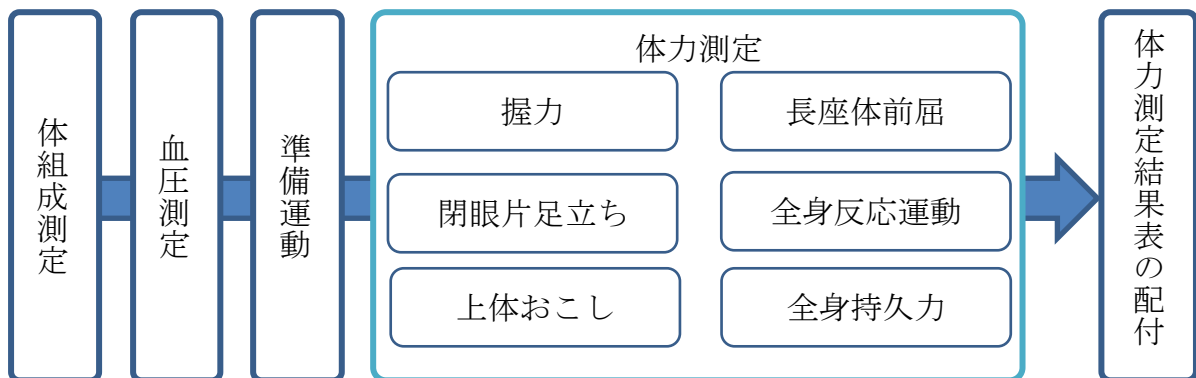 体組成測定
血圧測定
準備運動
体力測定
握力
長座体前屈
閉眼片足立ち
全身反応運動
上体おこし
全身持久力
体力測定結果表の配付